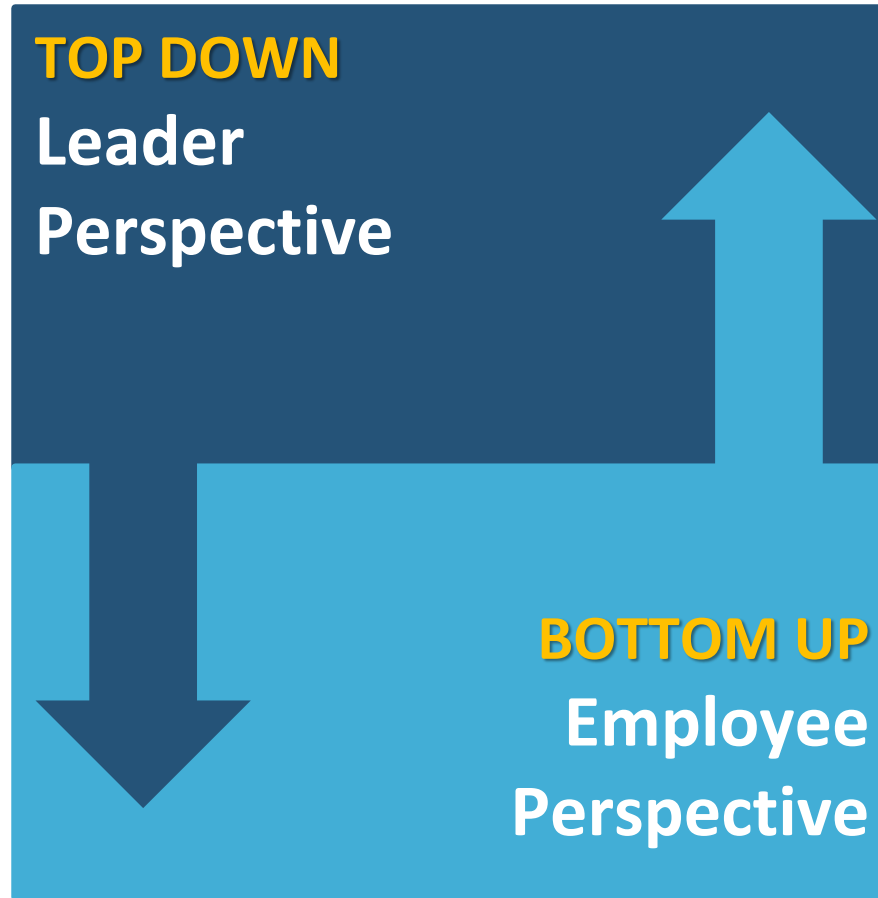 TOP DOWN
Leader
Perspective
BOTTOM UP
Employee
Perspective